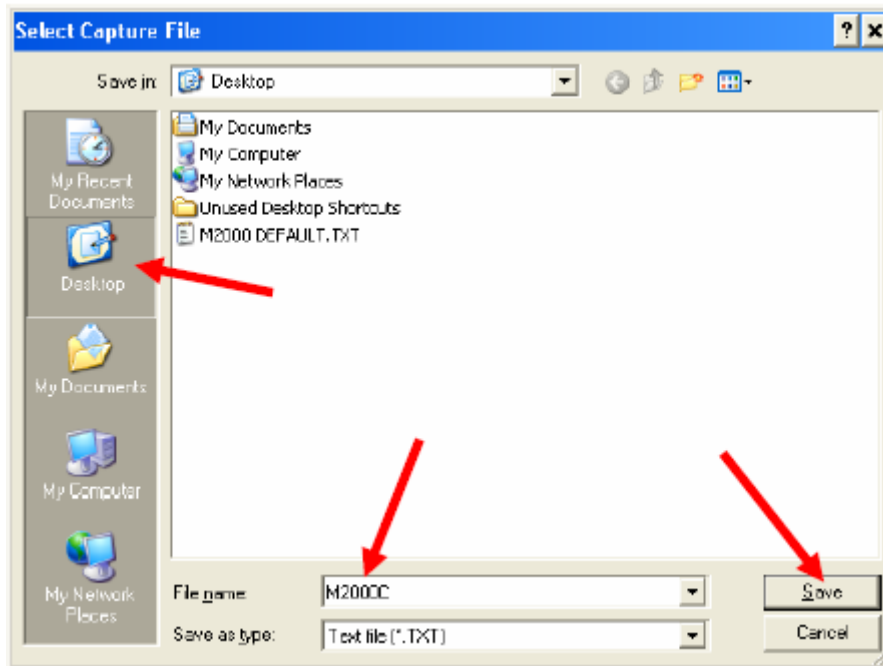 Select Capture File
Save in: Desktop
My Documents
My Computer
My Network Places
Unused Desktop Shortcuts
M2000 DEFAULT.TXT
My Recent
Documents
Desktop
My Documents
My Computer
My Network
Places
File name: M2000C
Save as type: Text file (*.TXT)
Save
Cancel